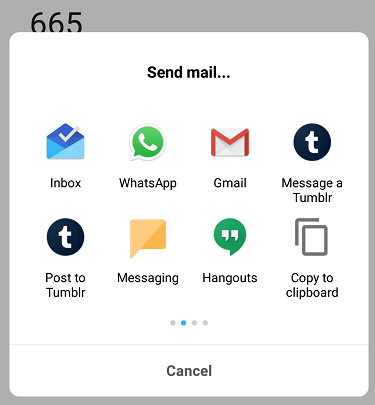 665
Send mail...
Inbox
WhatsApp
Gmail
Message a
Tumblr
Post to
Tumblr
Messaging
Hangouts
Copy to
clipboard
Cancel